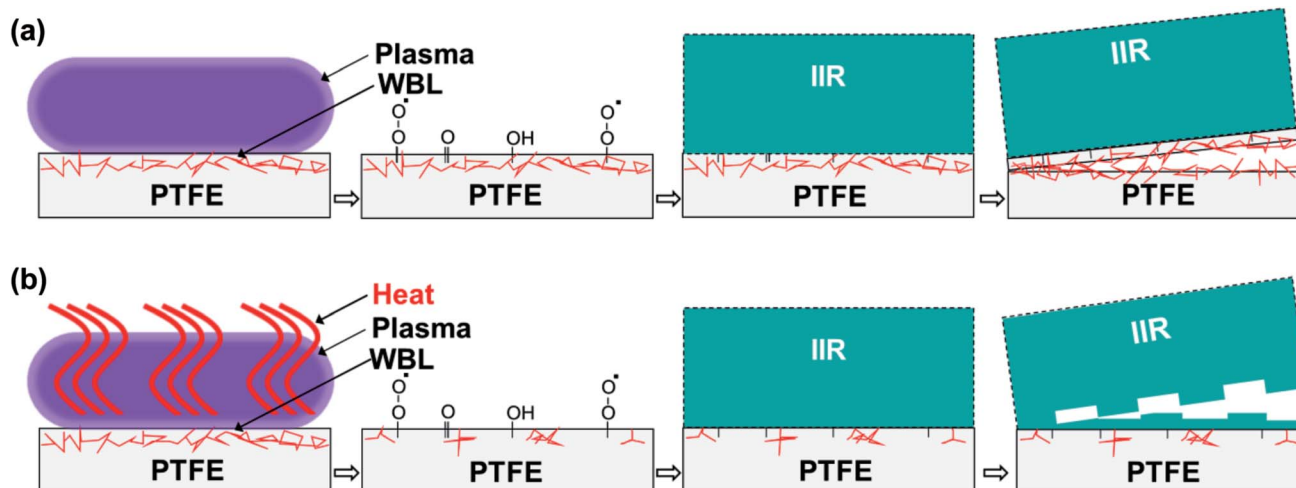 (a)
Plasma
WBL
PTFE
O•
O
O
OH
O•
O
PTFE
IIR
PTFE
IIR
PTFE
(b)
Heat
Plasma
WBL
PTFE
O•
O
O
OH
O•
O
PTFE
IIR
PTFE
IIR
PTFE